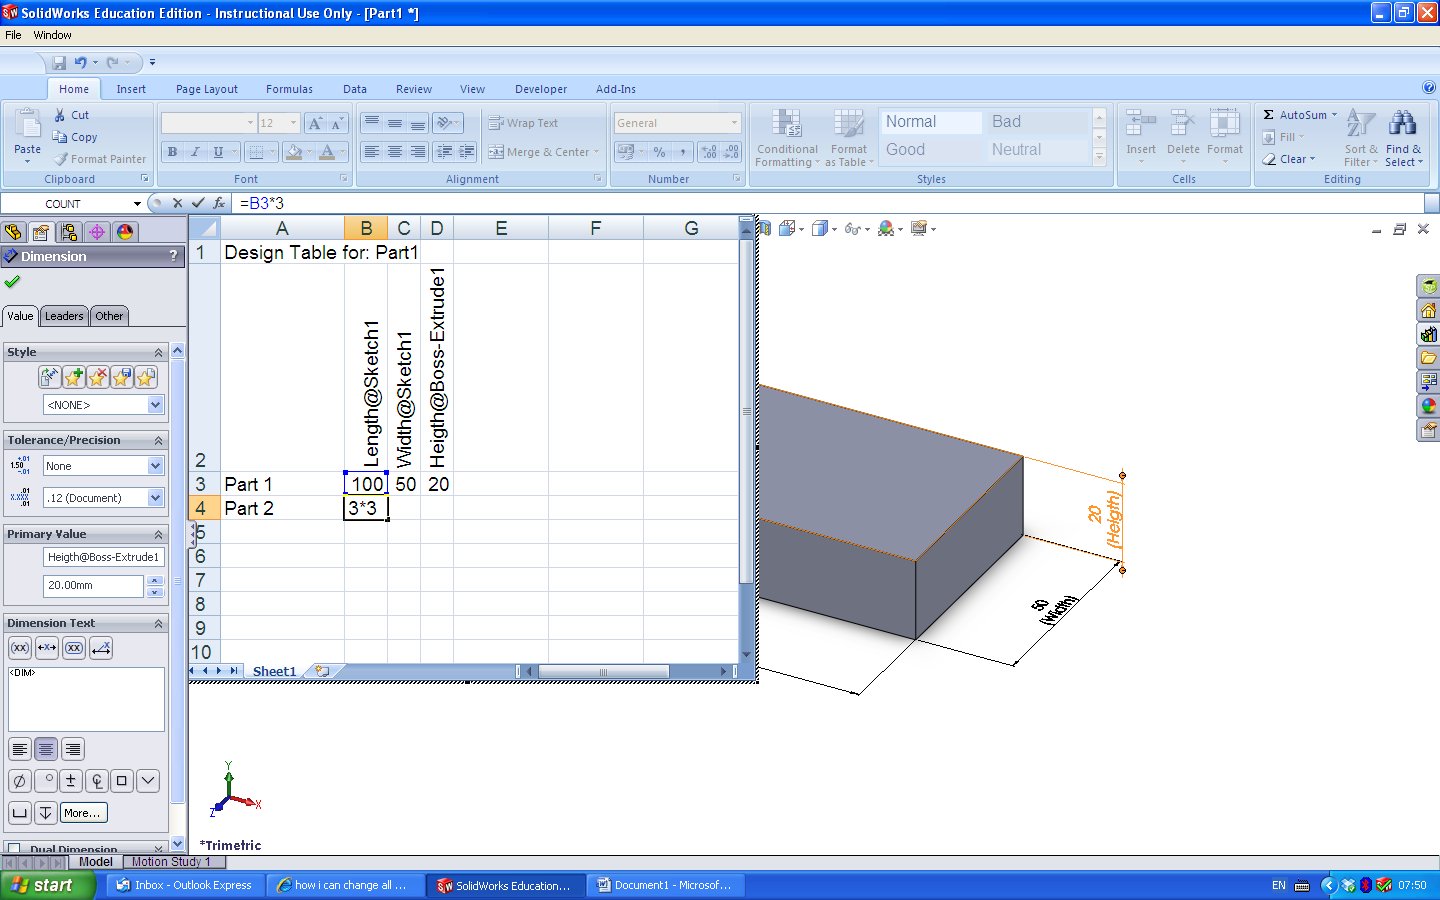 SolidWorks Education Edition - Instructional Use Only - [Part1 *]
File Window
Home Insert Page Layout Formulas Data Review View Developer Add-Ins
Paste
Cut
Copy
Format Painter
Clipboard
12
A A
B I U
A
Font
Wrap Text
Merge & Center
Alignment
General
% ,
Number
Conditional Formatting
Format as Table
Normal Bad
Good Neutral
Styles
Insert Delete Format
Cells
Σ AutoSum
Fill
Clear
Sort & Filter
Find & Select
Editing
COUNT
fx =B3*3
Dimension ?
Value Leaders Other
Style
<NONE>
Tolerance/Precision
None
.12 (Document)
Primary Value
Heigth@Boss-Extrude1
20.00mm
Dimension Text
(xx)
<DIM>
More...
Dual Dimension
A B C D E F G
1 Design Table for: Part1
2 Length@Sketch1 Width@Sketch1 Heigth@Boss-Extrude1
3 Part 1 100 50 20
4 Part 2 3*3
5
6
7
8
9
10
Sheet1
20
(Heigth)
50
(Width)
Y
X
Z
*Trimetric
Model Motion Study 1
start
Inbox - Outlook Express
how i can change all ...
SolidWorks Education...
Document1 - Microsof...
EN
07:50